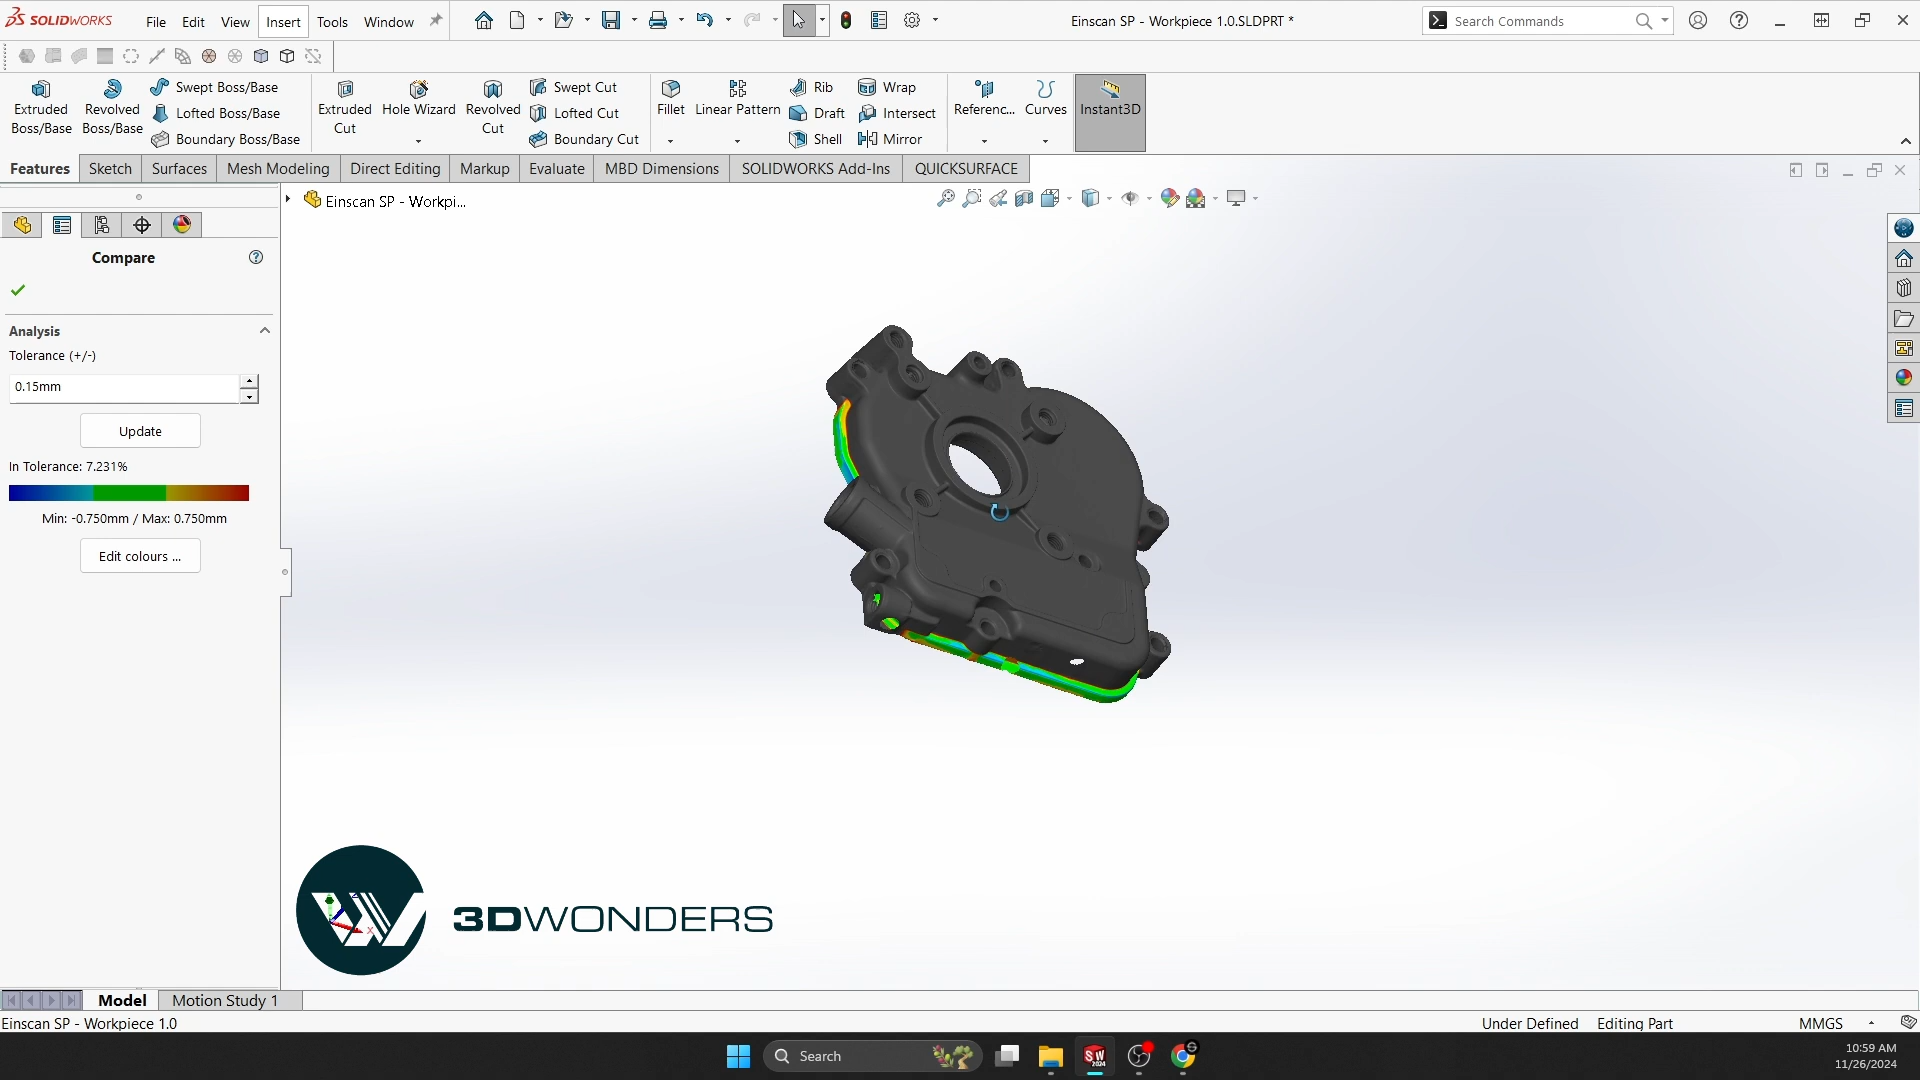 SOLIDWORKS File Edit View Insert Tools Window Einscan SP - Workpiece 1.0.SLDPRT * Search Commands
Extruded Boss/Base
Revolved Boss/Base
Swept Boss/Base
Lofted Boss/Base
Boundary Boss/Base
Extruded Cut
Hole Wizard
Revolved Cut
Swept Cut
Lofted Cut
Boundary Cut
Fillet
Linear Pattern
Rib
Draft
Shell
Wrap
Intersect
Mirror
Referenc...
Curves
Instant3D
Features Sketch Surfaces Mesh Modeling Direct Editing Markup Evaluate MBD Dimensions SOLIDWORKS Add-Ins QUICKSURFACE
Einscan SP - Workpi...
Compare
Analysis
Tolerance (+/-)
0.15mm
Update
In Tolerance: 7.231%
Min: -0.750mm / Max: 0.750mm
Edit colours ...
3DWONDERS
Model Motion Study 1
Einscan SP - Workpiece 1.0 Under Defined Editing Part MMGS
Search
10:59 AM
11/26/2024